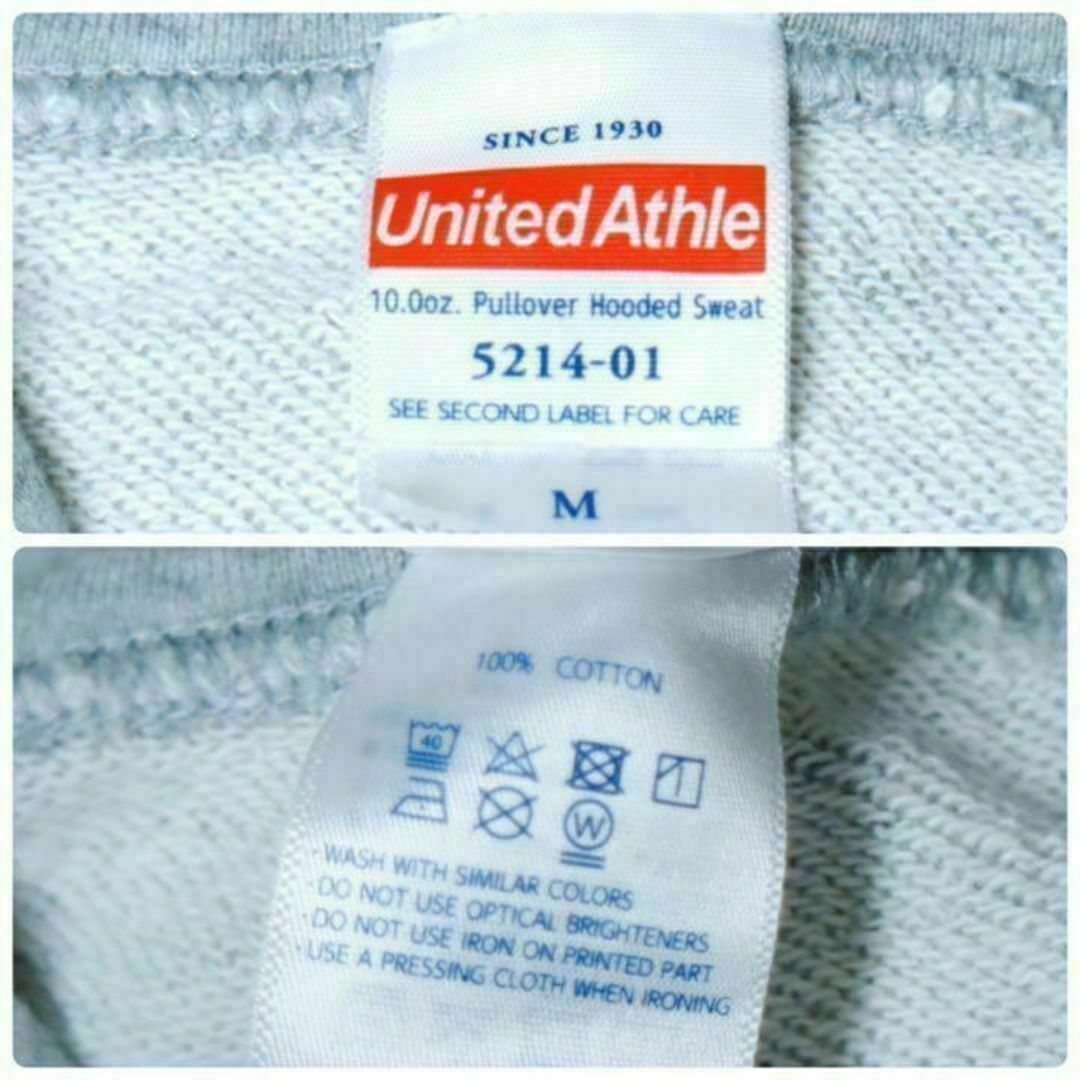 SINCE 1930
United Athle
10.0oz. Pullover Hooded Sweat
5214-01
SEE SECOND LABEL FOR CARE
M
100% COTTON
40
W
·WASH WITH SIMILAR COLORS
·DO NOT USE OPTICAL BRIGHTENERS
·DO NOT USE IRON ON PRINTED PART
·USE A PRESSING CLOTH WHEN IRONING